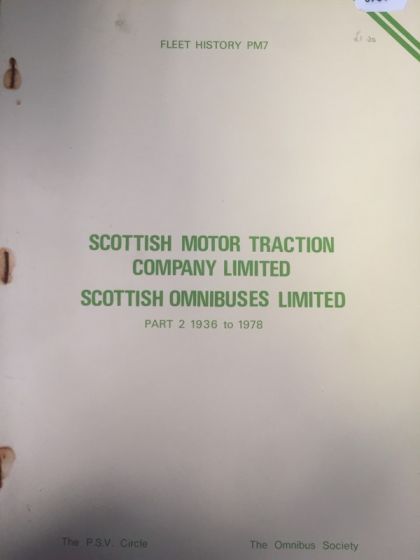 FLEET HISTORY PM7
SCOTTISH MOTOR TRACTION
COMPANY LIMITED
SCOTTISH OMNIBUSES LIMITED
PART 2 1936 to 1978
The P.S.V. Circle
The Omnibus Society